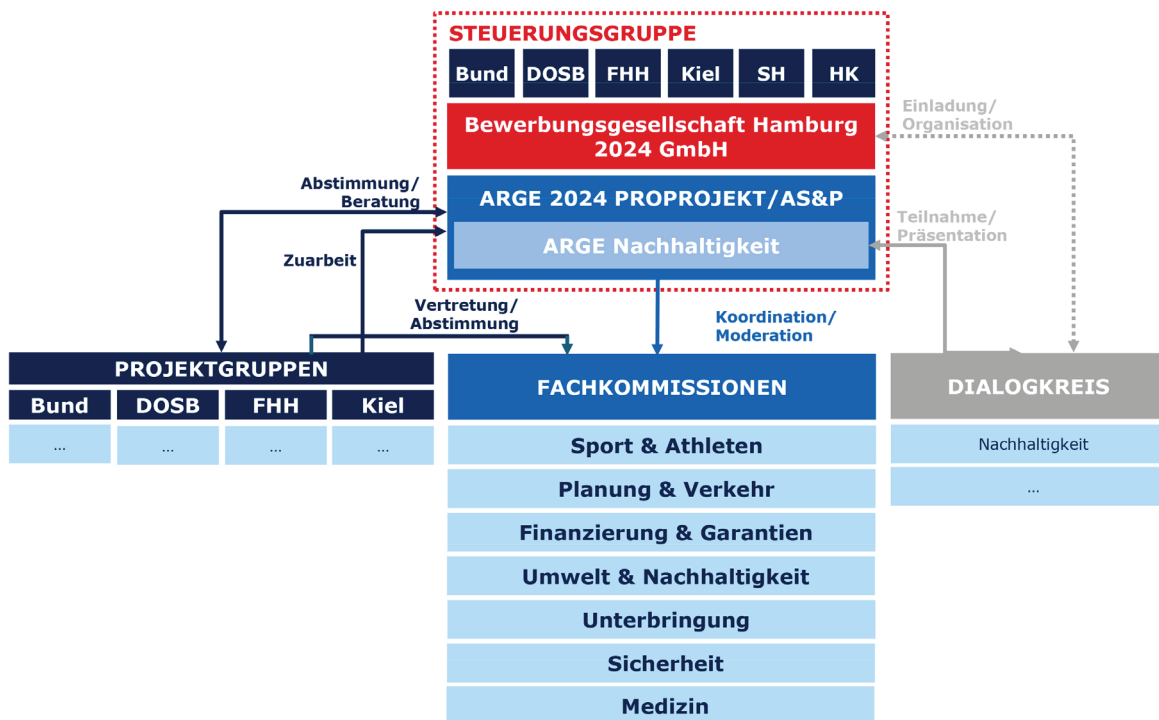 STEUERUNGSGRUPPE
Bund DOSB FHH Kiel SH HK
Bewerbungsgesellschaft Hamburg
2024 GmbH
Einladung/
Organisation
ARGE 2024 PROPROJEKT/AS&P
ARGE Nachhaltigkeit
Abstimmung/
Beratung
Teilnahme/
Präsentation
Zuarbeit
Vertretung/
Abstimmung
Koordination/
Moderation
PROJEKTGRUPPEN
Bund DOSB FHH Kiel
... ... ... ...
FACHKOMMISSIONEN
Sport & Athleten
Planung & Verkehr
Finanzierung & Garantien
Umwelt & Nachhaltigkeit
Unterbringung
Sicherheit
Medizin
DIALOGKREIS
Nachhaltigkeit
...